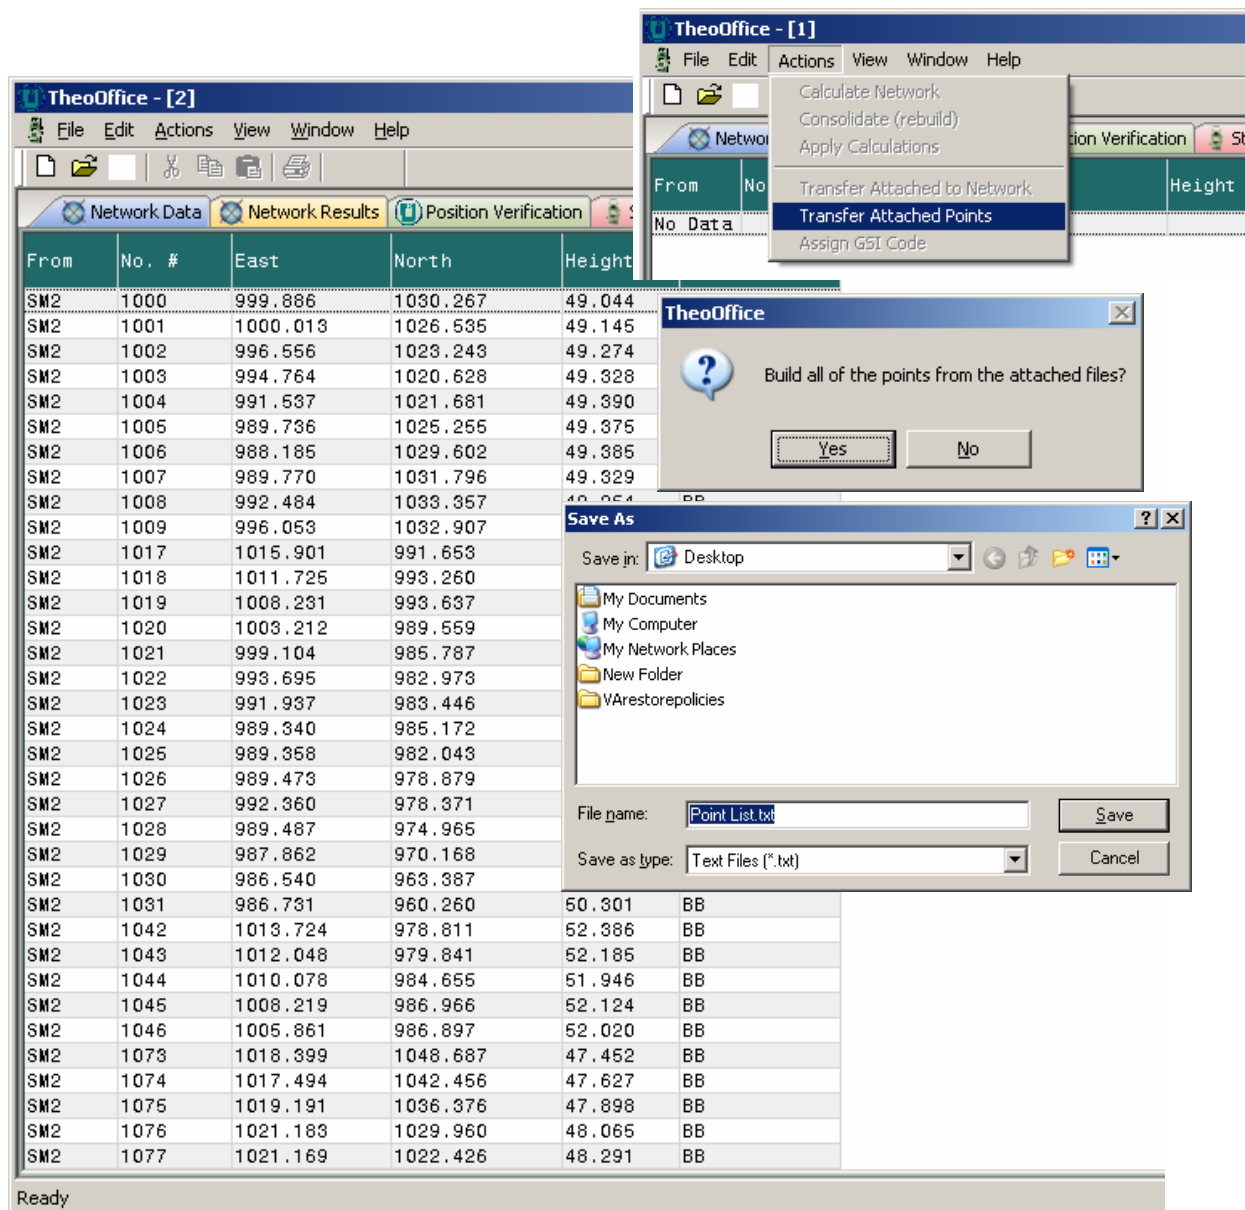 TheoOffice - [1]
File Edit Actions View Window Help
Calculate Network
Consolidate (rebuild)
Apply Calculations
Transfer Attached to Network
Transfer Attached Points
Assign GSI Code
Position Verification
From Height
No Data
TheoOffice - [2]
File Edit Actions View Window Help
Network Data Network Results Position Verification
From No. # East North Height
SM2 1000 999.886 1030.267 49.044
SM2 1001 1000.013 1026.535 49.145
SM2 1002 996.556 1023.243 49.274
SM2 1003 994.764 1020.628 49.328
SM2 1004 991.537 1021.681 49.390
SM2 1005 989.736 1025.255 49.375
SM2 1006 988.185 1029.602 49.385
SM2 1007 989.770 1031.796 49.329
SM2 1008 992.484 1033.357 BB
SM2 1009 996.053 1032.907
SM2 1017 1015.901 991.653
SM2 1018 1011.725 993.260
SM2 1019 1008.231 993.637
SM2 1020 1003.212 989.559
SM2 1021 999.104 985.787
SM2 1022 993.695 982.973
SM2 1023 991.937 983.446
SM2 1024 989.340 985.172
SM2 1025 989.358 982.043
SM2 1026 989.473 978.879
SM2 1027 992.360 978.371
SM2 1028 989.487 974.965
SM2 1029 987.862 970.168
SM2 1030 986.540 963.387
SM2 1031 986.731 960.260 50.301 BB
SM2 1042 1013.724 978.811 52.386 BB
SM2 1043 1012.048 979.841 52.185 BB
SM2 1044 1010.078 984.655 51.946 BB
SM2 1045 1008.219 986.966 52.124 BB
SM2 1046 1005.861 986.897 52.020 BB
SM2 1073 1018.399 1048.687 47.452 BB
SM2 1074 1017.494 1042.456 47.627 BB
SM2 1075 1019.191 1036.376 47.898 BB
SM2 1076 1021.183 1029.960 48.065 BB
SM2 1077 1021.169 1022.426 48.291 BB
Ready
TheoOffice
Build all of the points from the attached files?
Yes No
Save As
Save in: Desktop
My Documents
My Computer
My Network Places
New Folder
VArestorepolicies
File name: Point List.txt Save
Save as type: Text Files (*.txt) Cancel